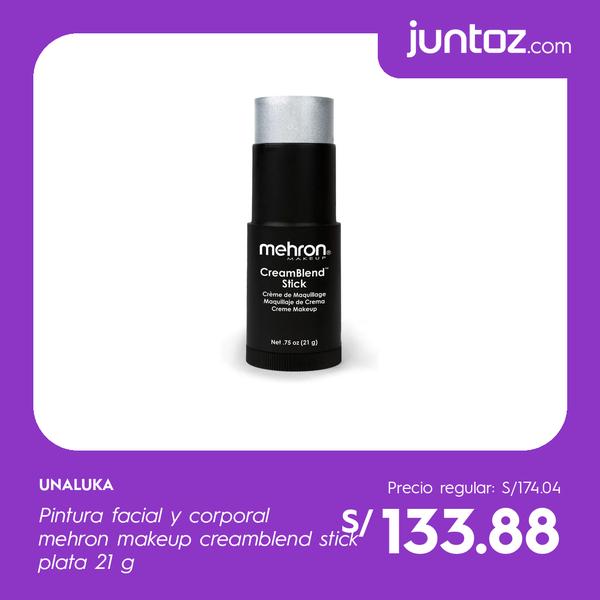 juntoz.com
mehron®
MAKEUP
CreamBlend™
Stick
Crème de Maquillage
Maquillaje de Crema
Creme Makeup
Net .75 oz (21 g)
UNALUKA
Pintura facial y corporal
mehron makeup creamblend stick
plata 21 g
Precio regular: S/174.04
S/133.88